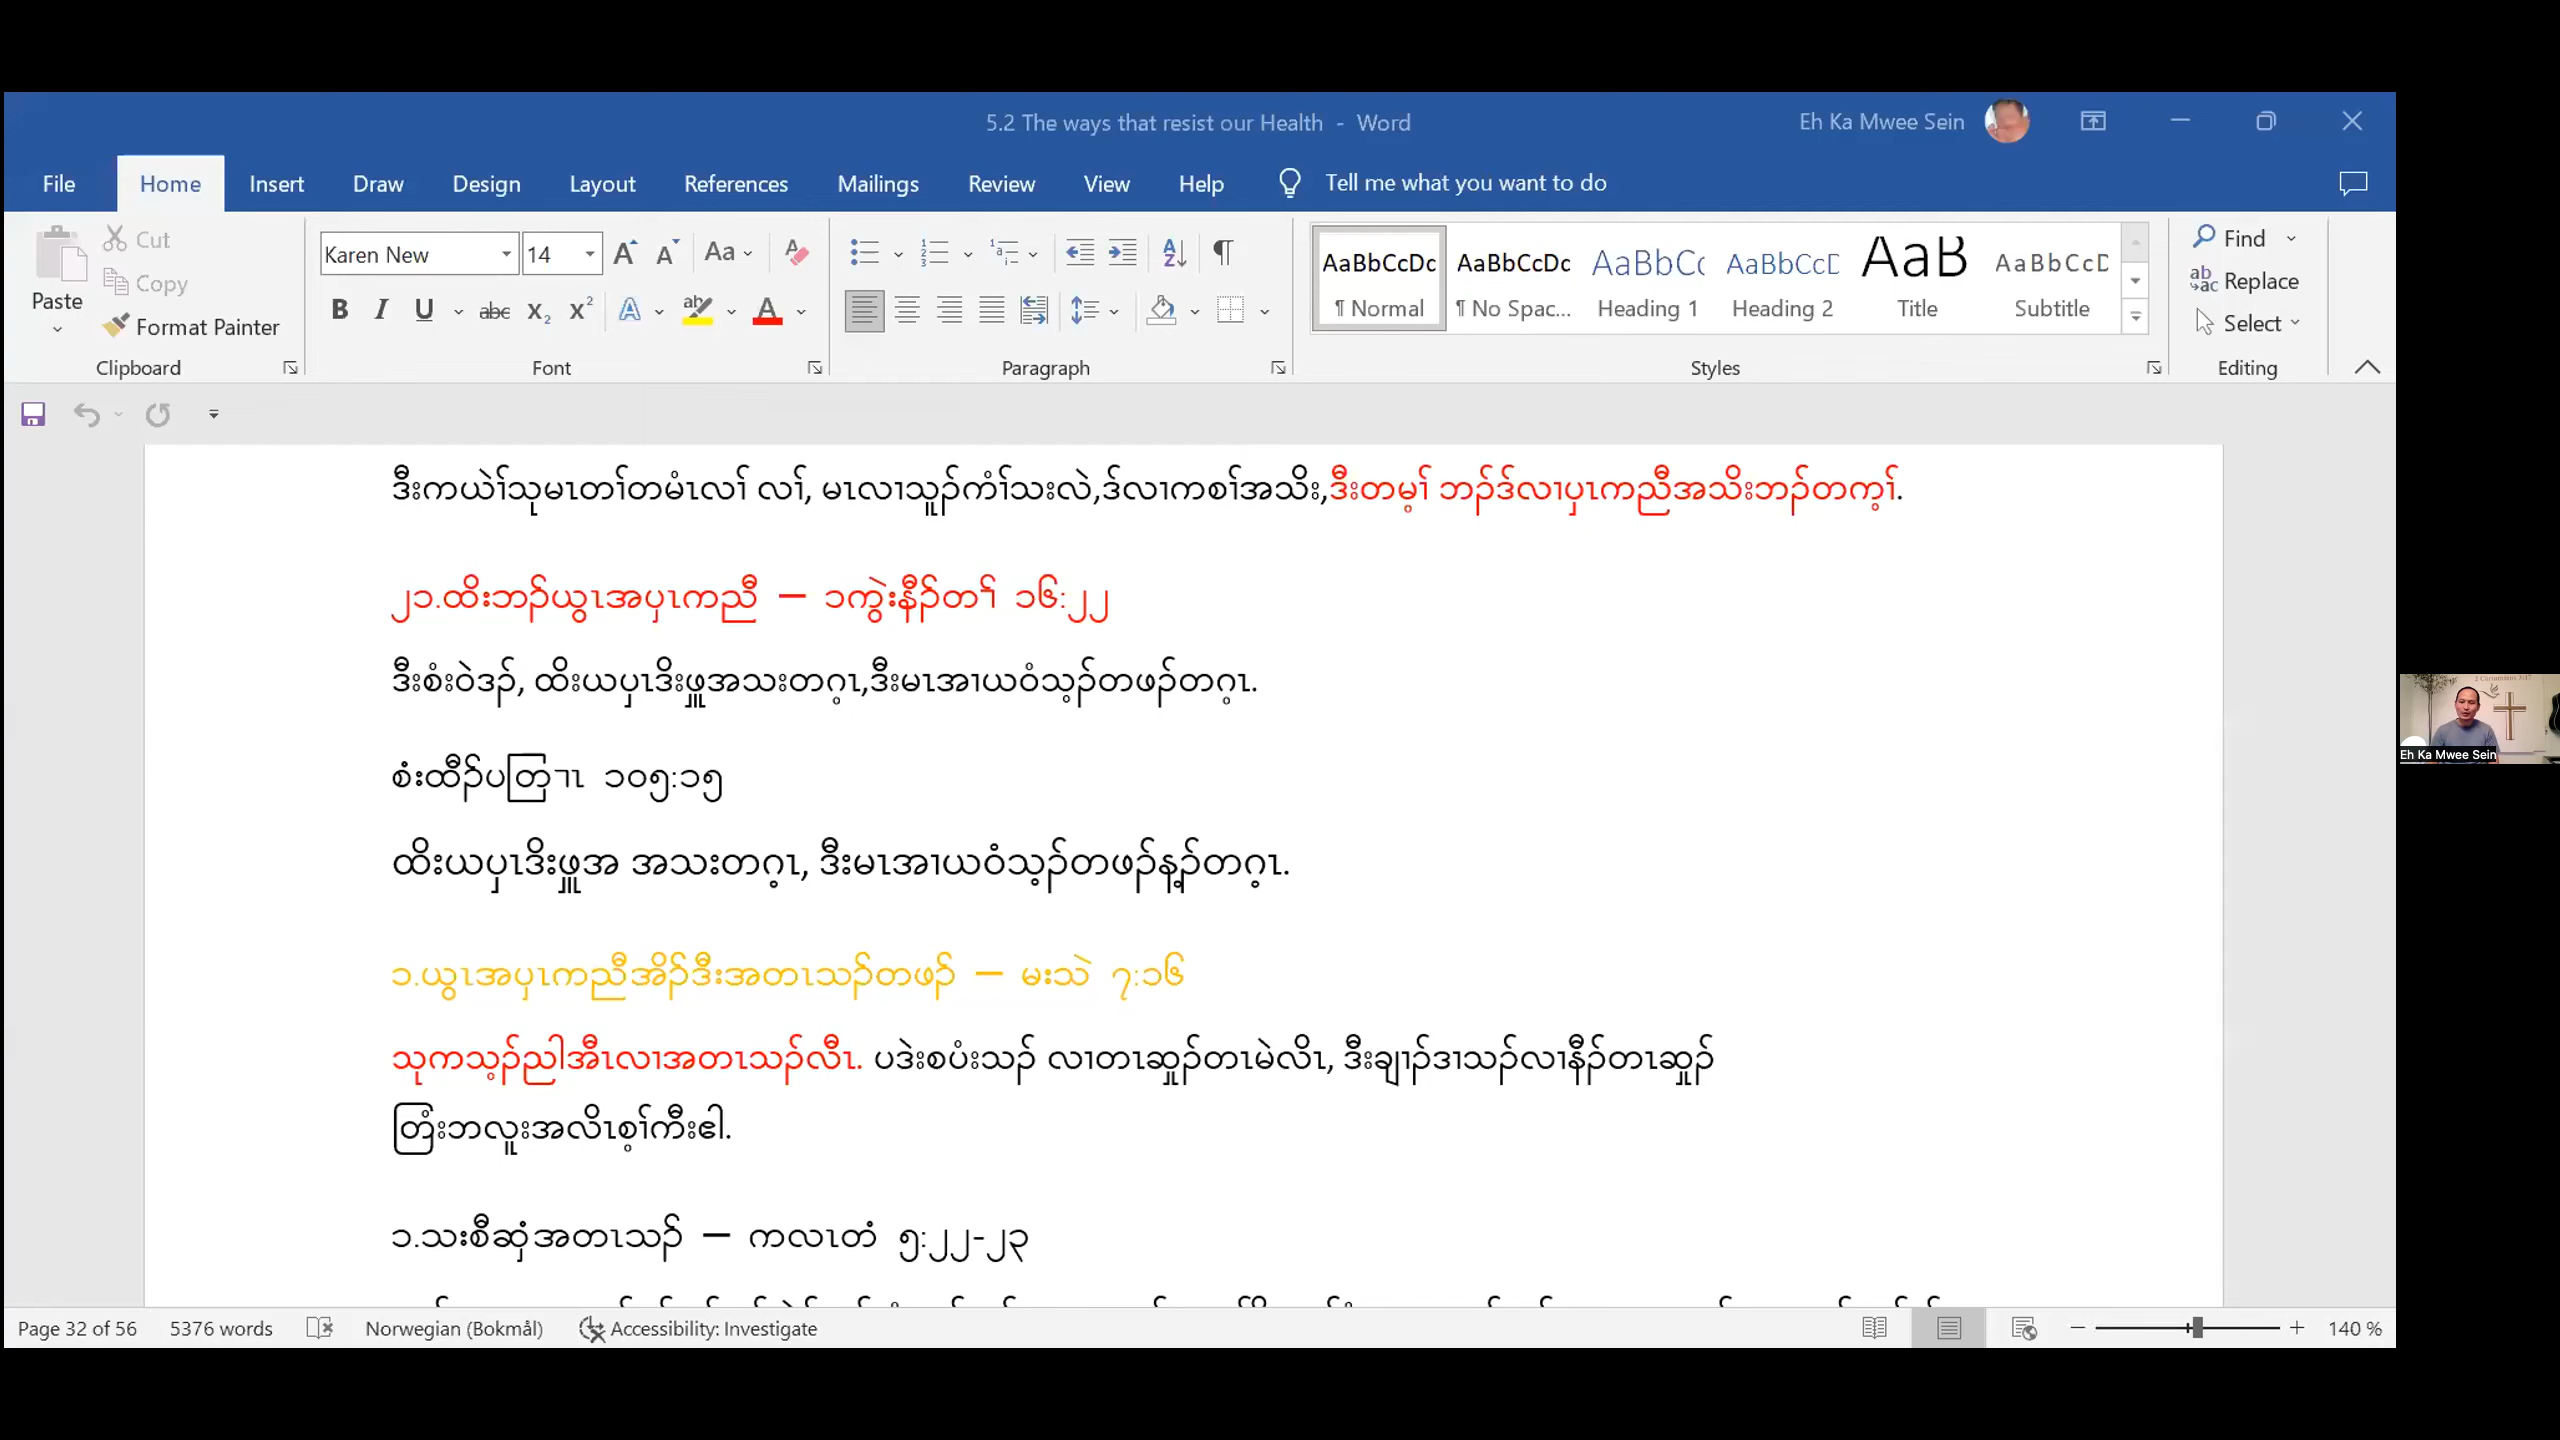 5.2 The ways that resist our Health - Word
Eh Ka Mwee Sein
File Home Insert Draw Design Layout References Mailings Review View Help Tell me what you want to do
Paste
Cut
Copy
Format Painter
Clipboard
Karen New 14
Font
Paragraph
AaBbCcDc ¶ Normal
AaBbCcDc ¶ No Spac...
AaBbCc Heading 1
AaBbCcD Heading 2
AaB Title
AaBbCcD Subtitle
Styles
Find
Replace
Select
Editing
ဒီးကယဲၢ်သုမၤတၢ်တမံၤလၢ် လၢ်, မၤလၢသူၣ်ကံၢ်သးလဲ,ဒ်လၢကစၢ်အသိး,ဒီးတမ့ၢ် ဘၣ်ဒ်လၢပှၤကညီအသိးဘၣ်တက့ၢ်.
၂၁.ထိးဘၣ်ယွၤအပှၤကညီ – ၁ကွဲးနီၣ်တၢ် ၁၆:၂၂
ဒီးစံးဝဲဒၣ်, ထိးယပှၤဒိးဖှူအသးတဂ့ၤ,ဒီးမၤအၢယဝံသ့ၣ်တဖၣ်တဂ့ၤ.
စံးထီၣ်ပတြၢၤ ၁၀၅:၁၅
ထိးယပှၤဒိးဖှူအ အသးတဂ့ၤ, ဒီးမၤအၢယဝံသ့ၣ်တဖၣ်န့ၣ်တဂ့ၤ.
၁.ယွၤအပှၤကညီအိၣ်ဒီးအတၤသၣ်တဖၣ် – မးသဲ ၇:၁၆
သုကသ့ၣ်ညါအီၤလၢအတၤသၣ်လီၤ. ပဒဲးစပံးသၣ် လၢတၤဆှၣ်တၤမဲလိၤ, ဒီးချၢၣ်ဒၢသၣ်လၢနီၣ်တၤဆှၣ်
တြံးဘလူးအလိၤစ့ၢ်ကီးဧါ.
၁.သးစီဆှံအတၤသၣ် – ကလၤတံ ၅:၂၂-၂၃
Page 32 of 56 5376 words Norwegian (Bokmål) Accessibility: Investigate 140 %
Eh Ka Mwee Sein